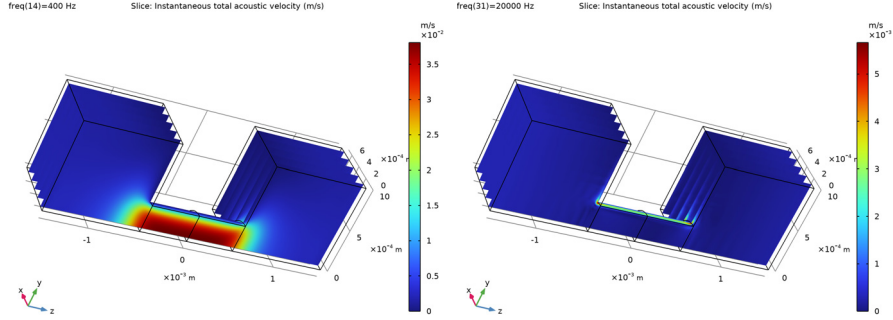 freq(14)=400 Hz Slice: Instantaneous total acoustic velocity (m/s)
m/s
×10⁻²
3.5
3
2.5
2
1.5
1
0.5
0
6
4
2
0
×10⁻⁴ m
10
5
×10⁻⁴ m
0
-1
0
1
×10⁻³ m
x
y
z
freq(31)=20000 Hz Slice: Instantaneous total acoustic velocity (m/s)
m/s
×10⁻³
5
4
3
2
1
0
6
4
2
0
×10⁻⁴ m
10
5
×10⁻⁴ m
0
-1
0
1
×10⁻³ m
x
y
z